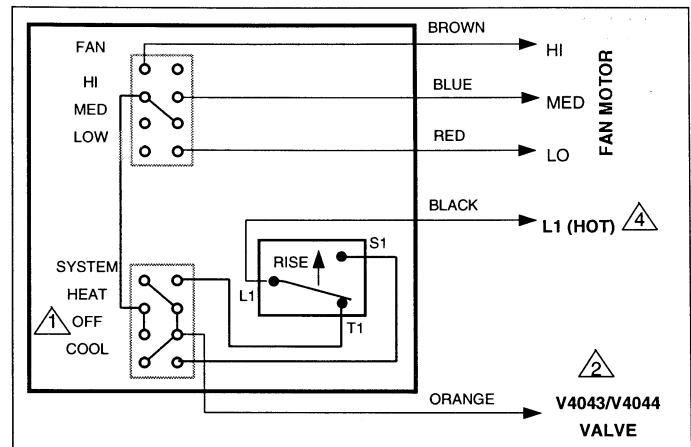 BROWN
FAN
HI
FAN MOTOR
HI
BLUE
MED
MED
LOW
RED
LO
BLACK
L1 (HOT) 4
S1
RISE
SYSTEM
L1
HEAT
T1
1 OFF
COOL
2
ORANGE
V4043/V4044
VALVE